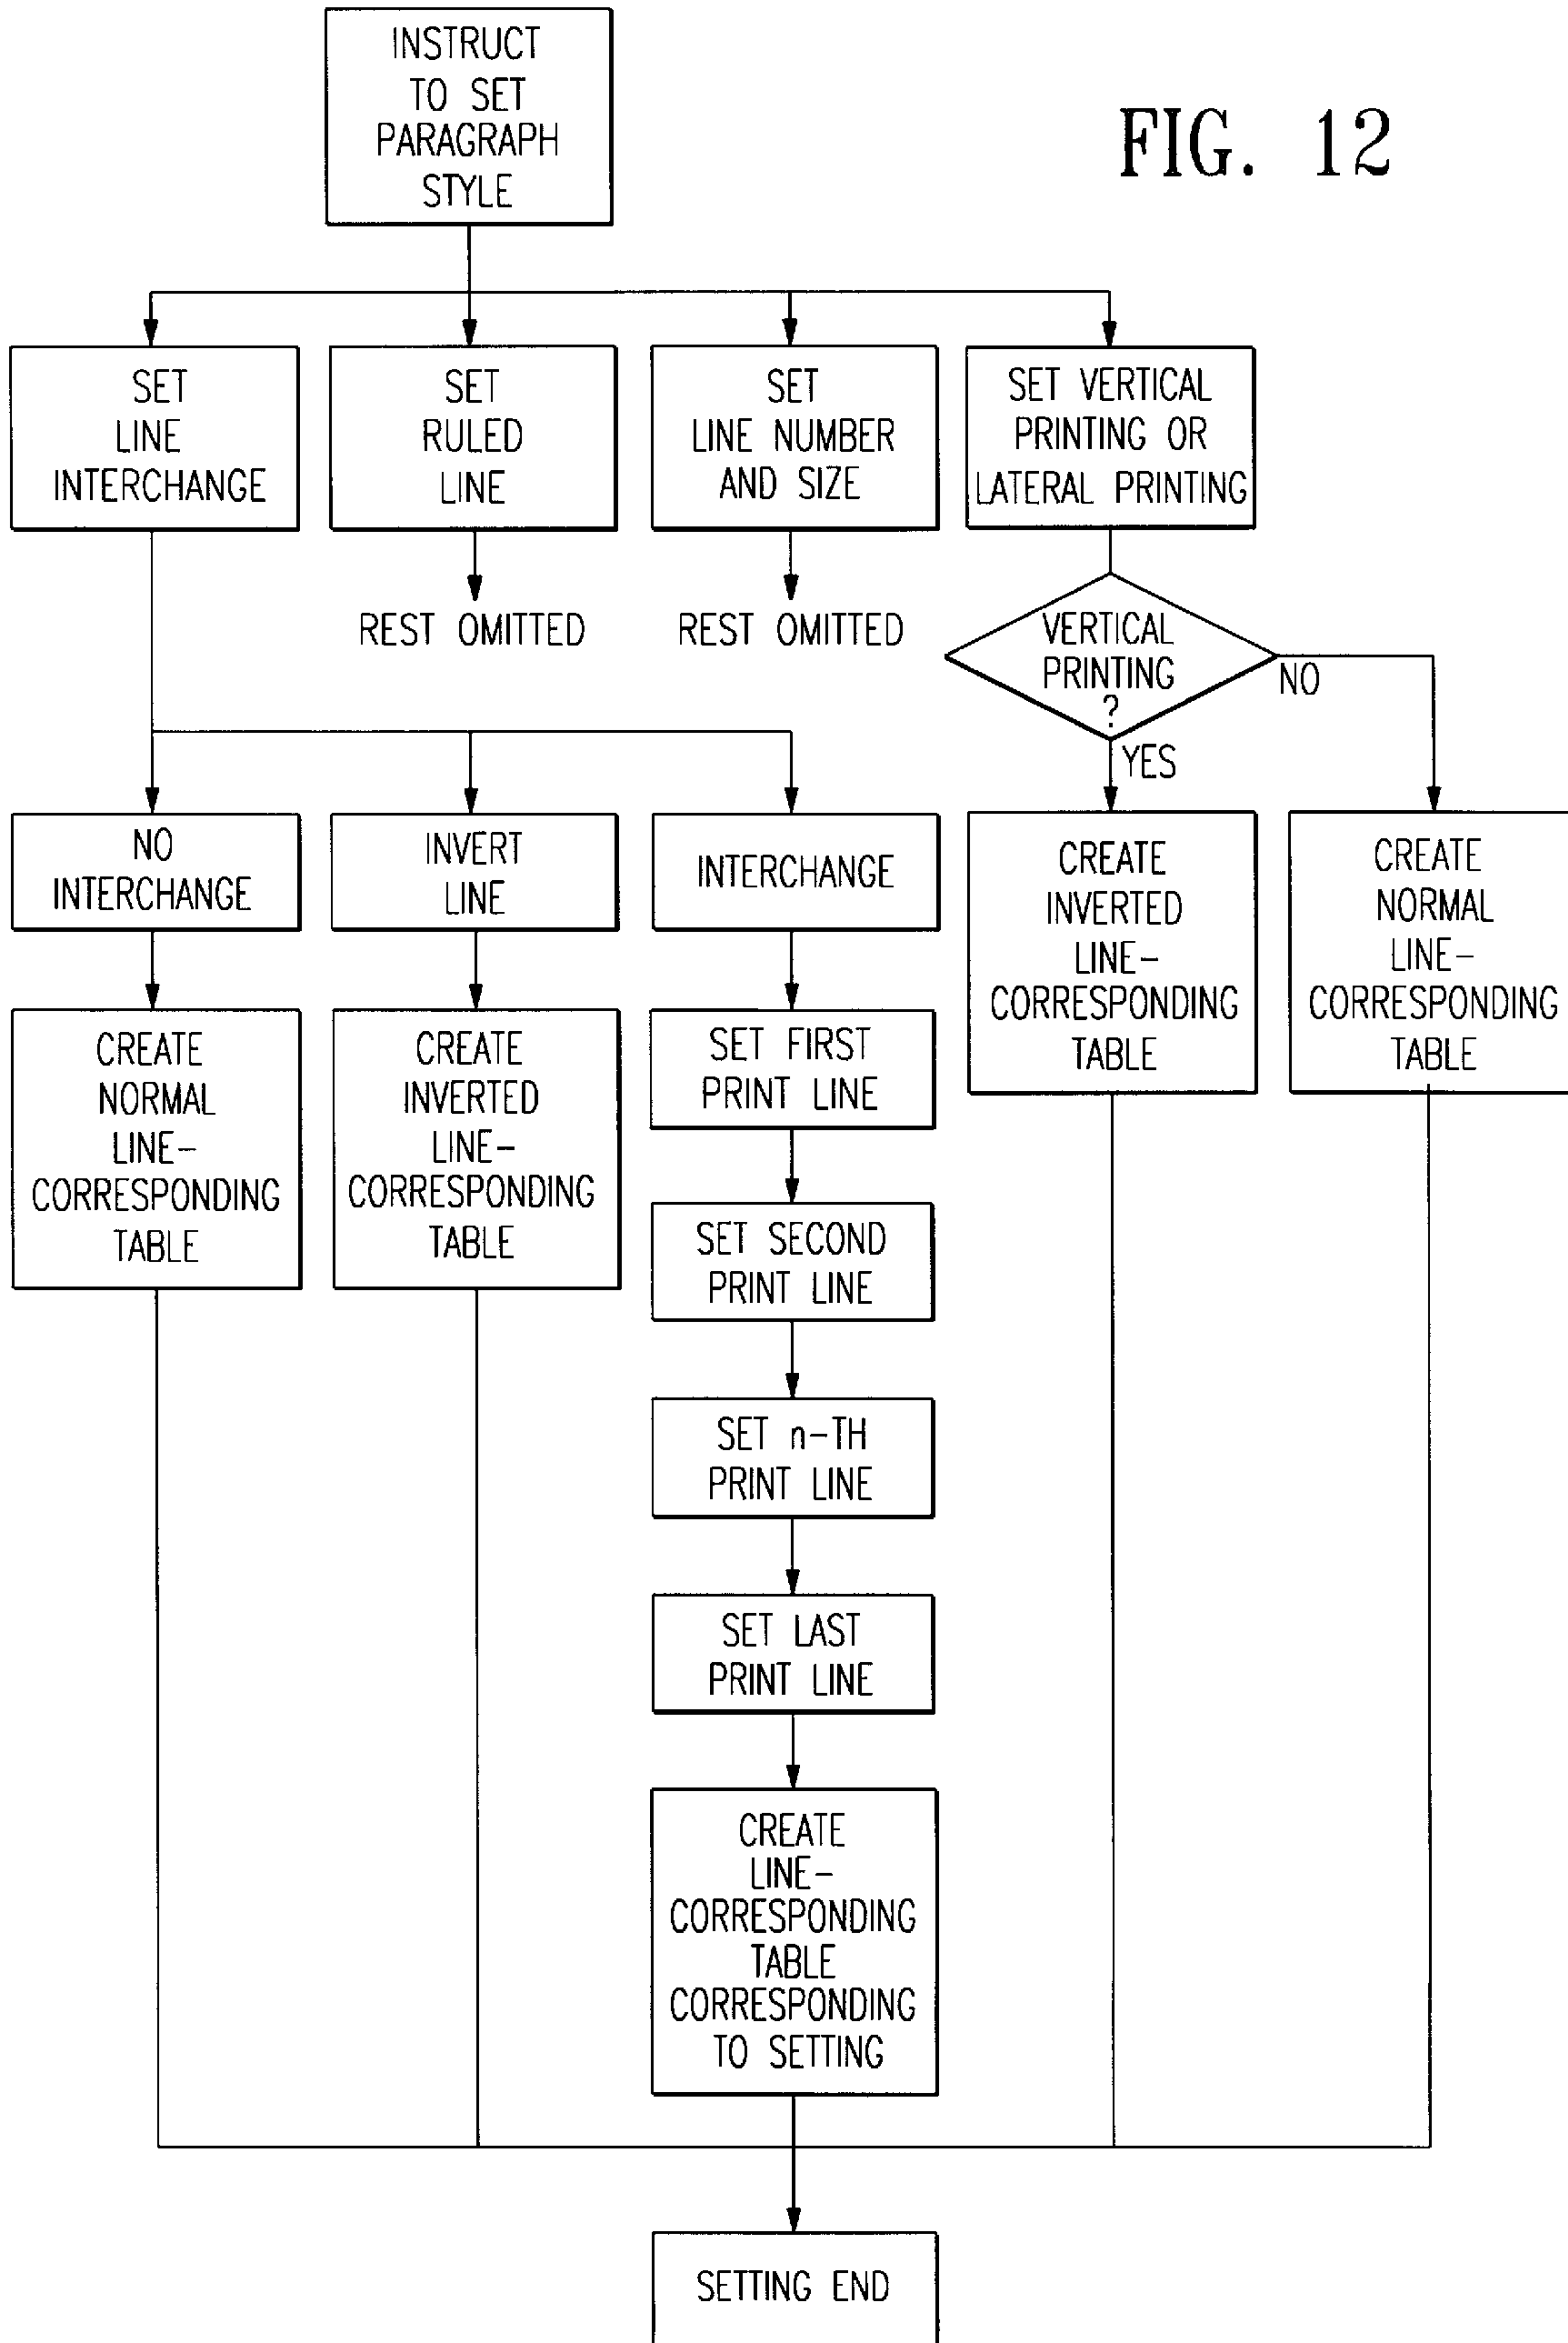 INSTRUCT
TO SET
PARAGRAPH
STYLE
FIG. 12
SET
LINE
INTERCHANGE
SET
RULED
LINE
SET
LINE NUMBER
AND SIZE
SET VERTICAL
PRINTING OR
LATERAL PRINTING
REST OMITTED
REST OMITTED
VERTICAL
PRINTING
?
NO
YES
NO
INTERCHANGE
INVERT
LINE
INTERCHANGE
CREATE
INVERTED
LINE-
CORRESPONDING
TABLE
CREATE
NORMAL
LINE-
CORRESPONDING
TABLE
CREATE
NORMAL
LINE-
CORRESPONDING
TABLE
CREATE
INVERTED
LINE-
CORRESPONDING
TABLE
SET FIRST
PRINT LINE
SET SECOND
PRINT LINE
SET n-TH
PRINT LINE
SET LAST
PRINT LINE
CREATE
LINE-
CORRESPONDING
TABLE
CORRESPONDING
TO SETTING
SETTING END